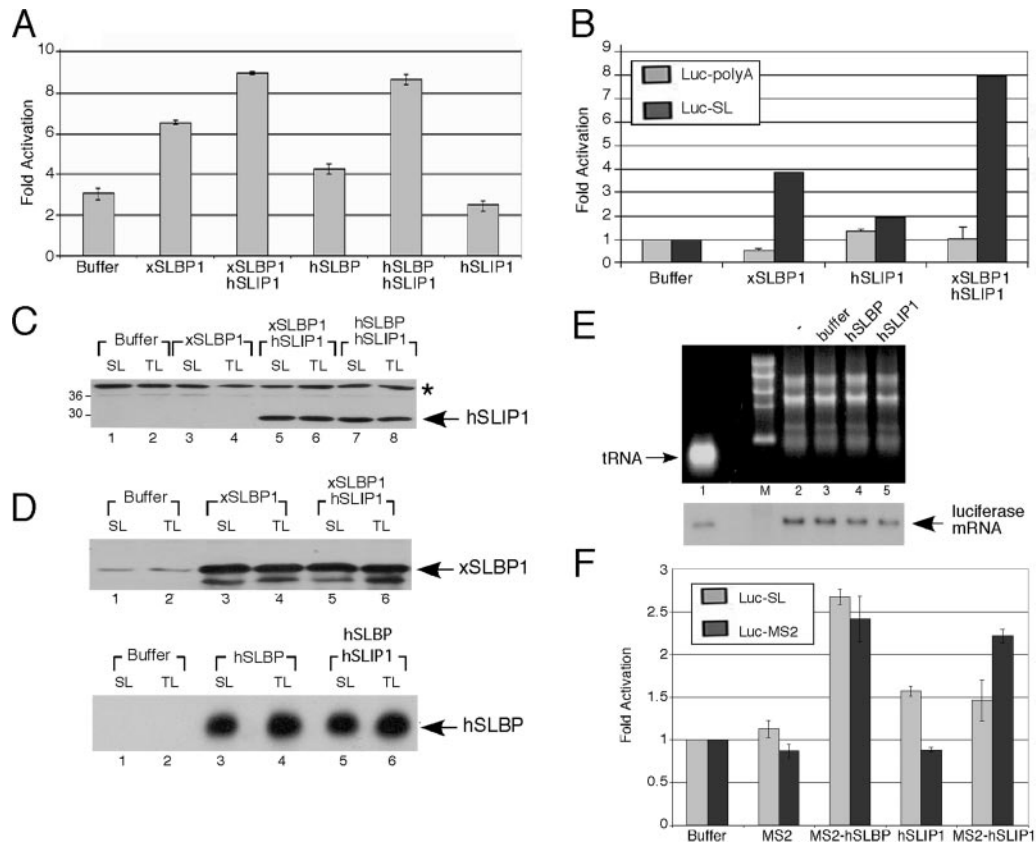 A
10
8
6
4
2
0
Fold Activation
Buffer
xSLBP1
xSLBP1
hSLIP1
hSLBP
hSLBP
hSLIP1
hSLIP1
B
9
8
7
6
5
4
3
2
1
0
Fold Activation
Luc-polyA
Luc-SL
Buffer
xSLBP1
hSLIP1
xSLBP1
hSLIP1
C
Buffer
xSLBP1
xSLBP1
hSLIP1
hSLBP
hSLIP1
SL TL SL TL SL TL SL TL
36
30
*
hSLIP1
1 2 3 4 5 6 7 8
D
Buffer
xSLBP1
xSLBP1
hSLIP1
SL TL SL TL SL TL
xSLBP1
1 2 3 4 5 6
Buffer
hSLBP
hSLBP
hSLIP1
SL TL SL TL SL TL
hSLBP
1 2 3 4 5 6
E
- buffer hSLBP hSLIP1
tRNA
1 M 2 3 4 5
luciferase
mRNA
F
3
2.5
2
1.5
1
0.5
0
Fold Activation
Luc-SL
Luc-MS2
Buffer
MS2
MS2-hSLBP
hSLIP1
MS2-hSLIP1